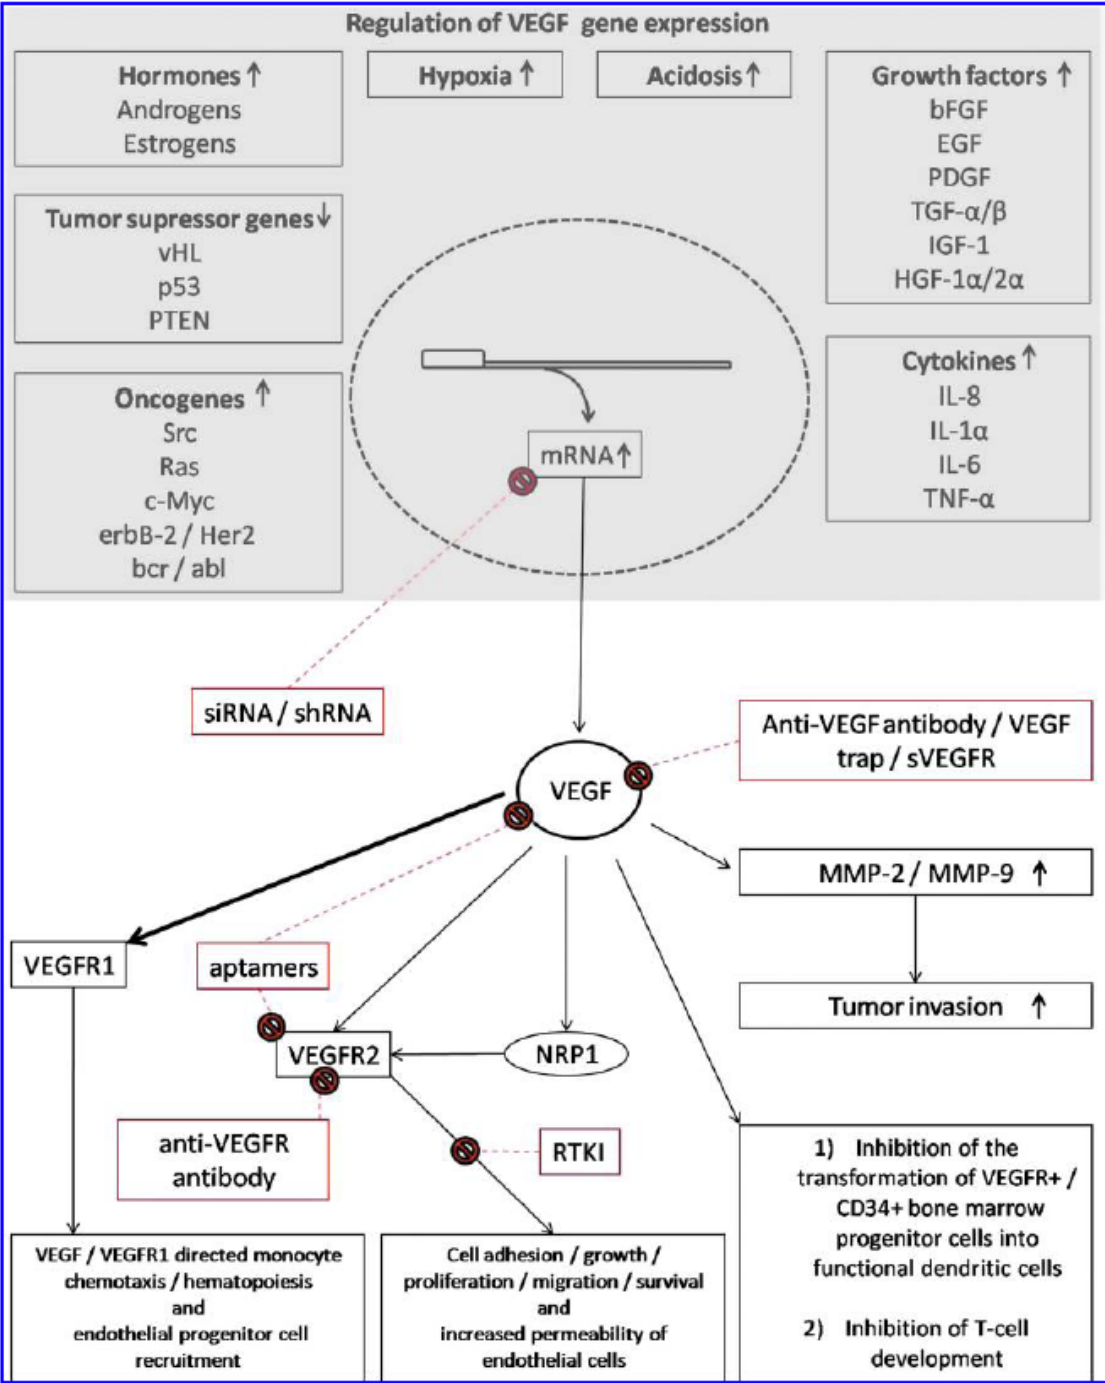 Regulation of VEGF gene expression
Hormones ↑
Androgens
Estrogens
Hypoxia ↑
Acidosis ↑
Growth factors ↑
bFGF
EGF
PDGF
TGF-α/β
IGF-1
HGF-1α/2α
Tumor supressor genes ↓
vHL
p53
PTEN
Oncogenes ↑
Src
Ras
c-Myc
erbB-2 / Her2
bcr / abl
Cytokines ↑
IL-8
IL-1α
IL-6
TNF-α
mRNA ↑
siRNA / shRNA
Anti-VEGF antibody / VEGF
trap / sVEGFR
VEGF
MMP-2 / MMP-9 ↑
VEGFR1
aptamers
Tumor invasion ↑
VEGFR2
NRP1
anti-VEGFR
antibody
RTKI
1) Inhibition of the
transformation of VEGFR+ /
CD34+ bone marrow
progenitor cells into
functional dendritic cells
2) Inhibition of T-cell
development
VEGF / VEGFR1 directed monocyte
chemotaxis / hematopoiesis
and
endothelial progenitor cell
recruitment
Cell adhesion / growth /
proliferation / migration / survival
and
increased permeability of
endothelial cells